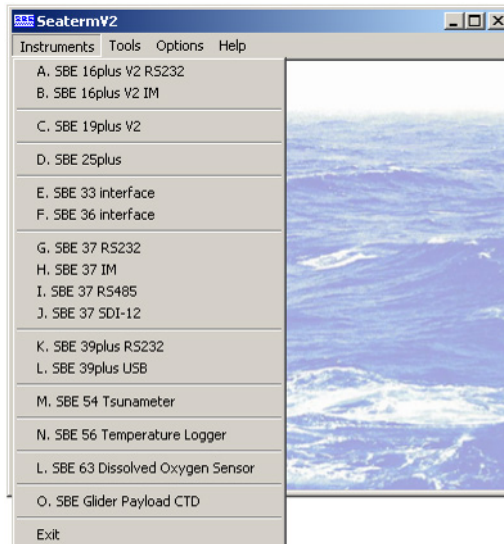 SBE SeatermV2
Instruments Tools Options Help
A. SBE 16plus V2 RS232
B. SBE 16plus V2 IM
C. SBE 19plus V2
D. SBE 25plus
E. SBE 33 interface
F. SBE 36 interface
G. SBE 37 RS232
H. SBE 37 IM
I. SBE 37 RS485
J. SBE 37 SDI-12
K. SBE 39plus RS232
L. SBE 39plus USB
M. SBE 54 Tsunameter
N. SBE 56 Temperature Logger
L. SBE 63 Dissolved Oxygen Sensor
O. SBE Glider Payload CTD
Exit